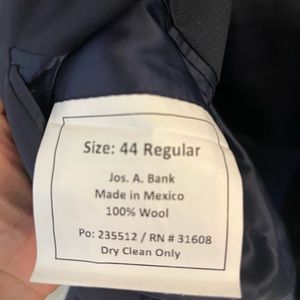 Size: 44 Regular
Jos. A. Bank
Made in Mexico
100% Wool
Po: 235512 / RN # 31608
Dry Clean Only